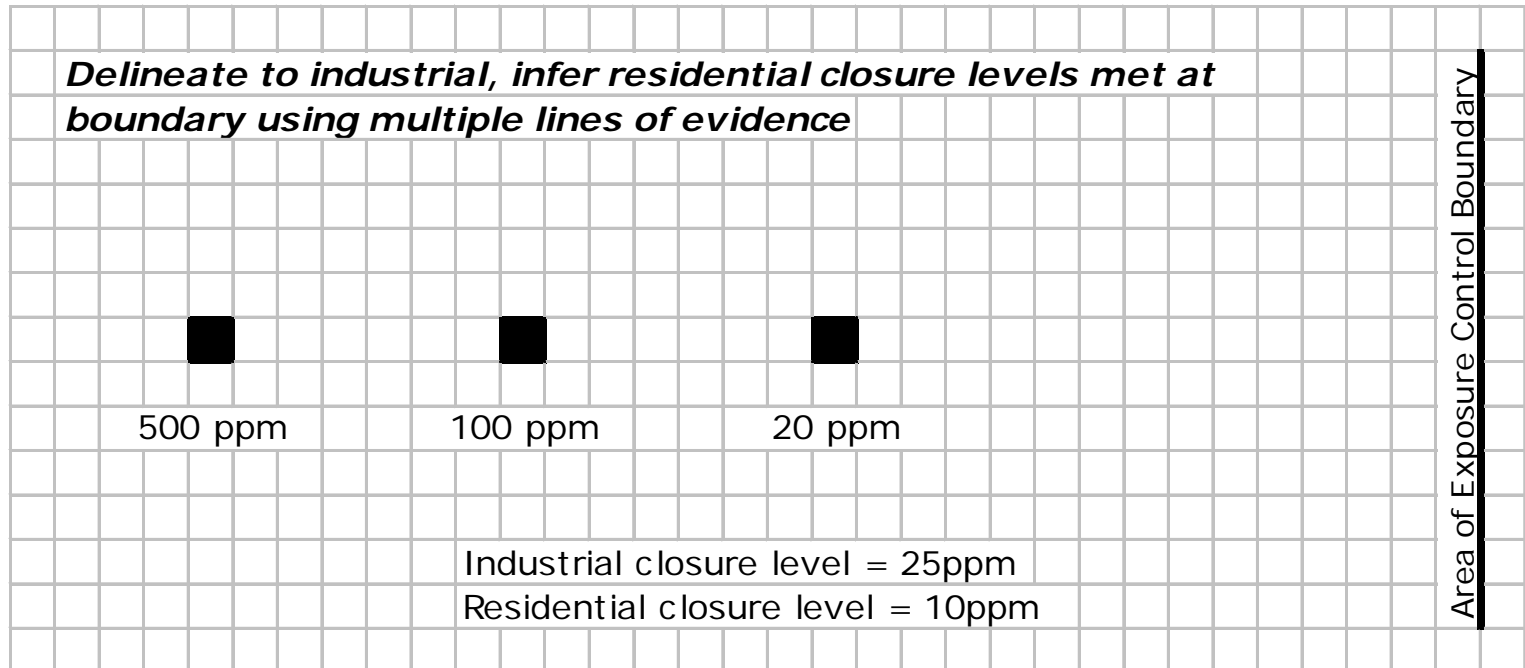 Delineate to industrial, infer residential closure levels met at
boundary using multiple lines of evidence
500 ppm
100 ppm
20 ppm
Industrial closure level = 25ppm
Residential closure level = 10ppm
Area of Exposure Control Boundary